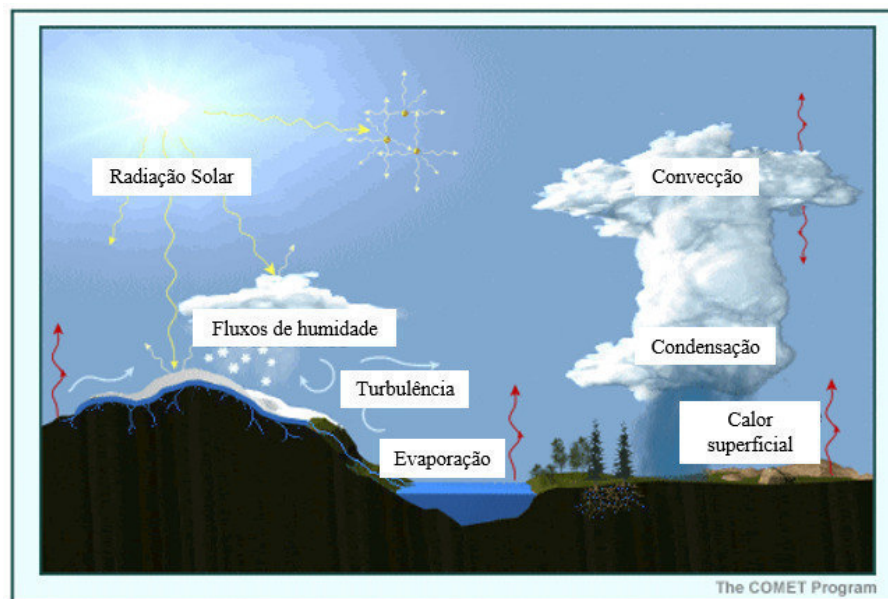 Radiação Solar
Convecção
Fluxos de humidade
Condensação
Turbulência
Calor
superficial
Evaporação
The COMET Program